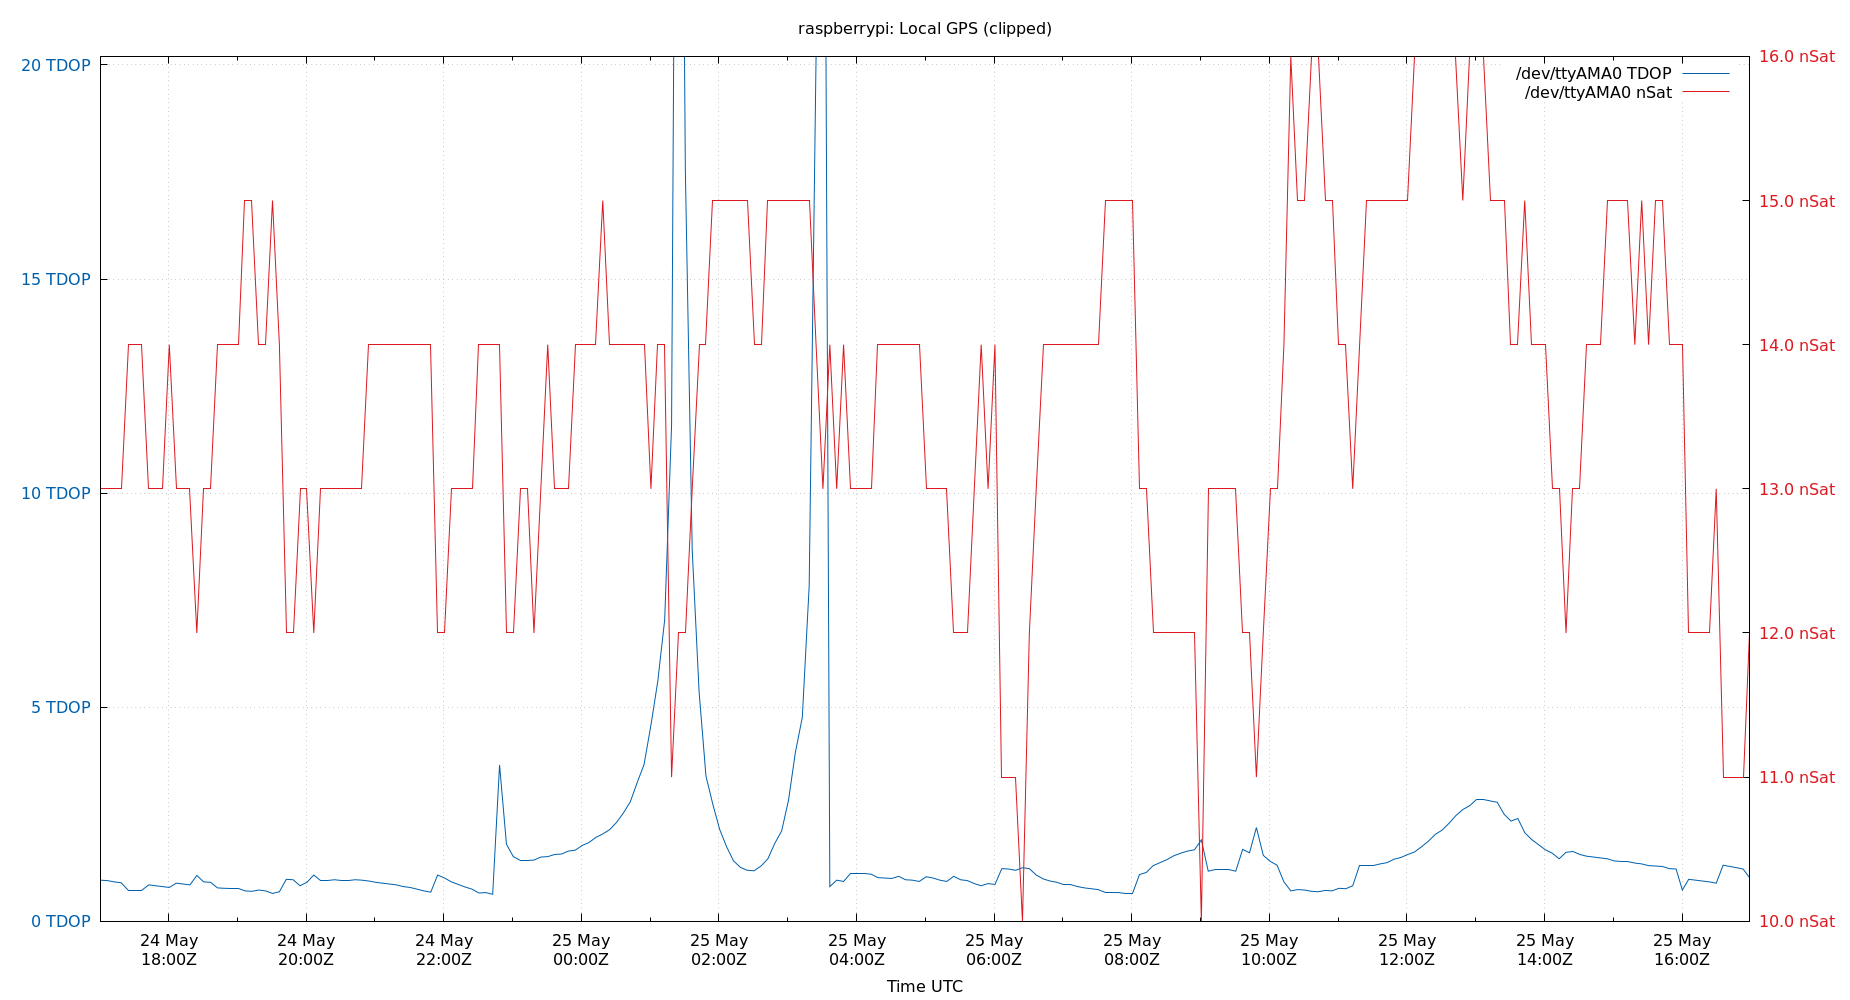 raspberrypi: Local GPS (clipped)
20 TDOP
15 TDOP
10 TDOP
5 TDOP
0 TDOP
16.0 nSat
15.0 nSat
14.0 nSat
13.0 nSat
12.0 nSat
11.0 nSat
10.0 nSat
/dev/ttyAMA0 TDOP
/dev/ttyAMA0 nSat
24 May 24 May 24 May 25 May 25 May 25 May 25 May 25 May 25 May 25 May 25 May 25 May
18:00Z 20:00Z 22:00Z 00:00Z 02:00Z 04:00Z 06:00Z 08:00Z 10:00Z 12:00Z 14:00Z 16:00Z
Time UTC